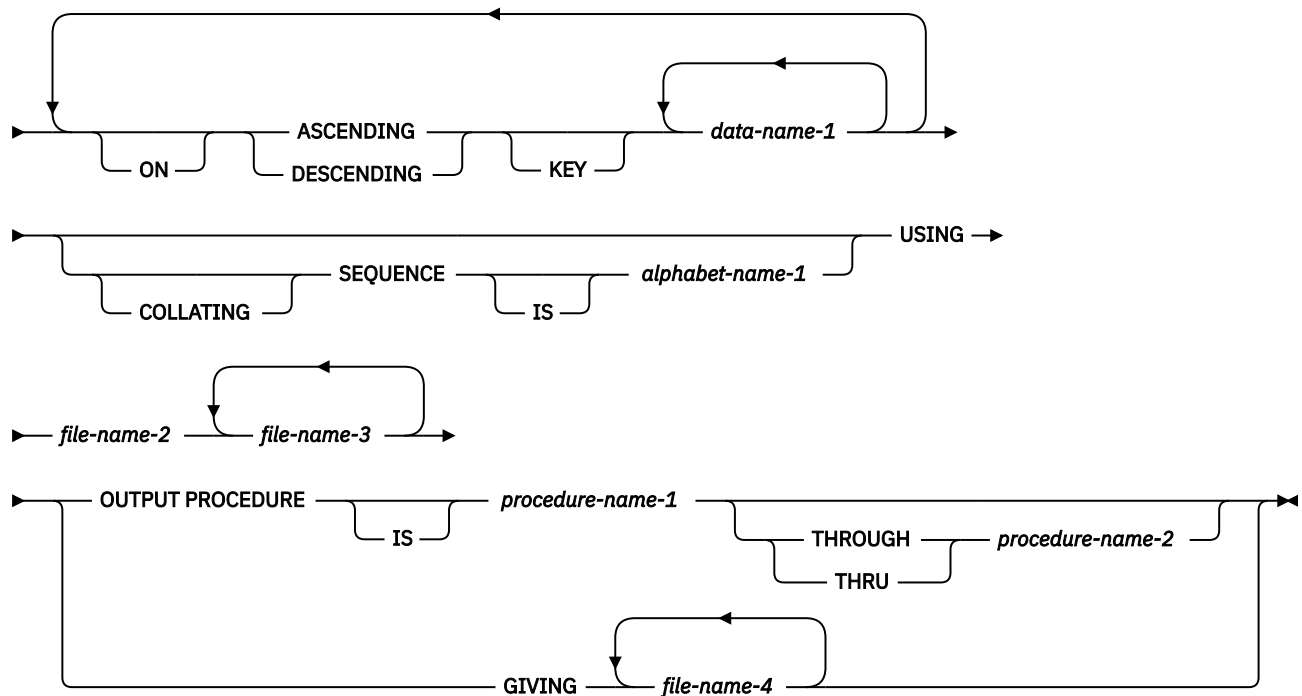 ASCENDING data-name-1
ON DESCENDING KEY
USING
SEQUENCE alphabet-name-1
COLLATING IS
file-name-2 file-name-3
OUTPUT PROCEDURE procedure-name-1
IS THROUGH procedure-name-2
THRU
GIVING file-name-4